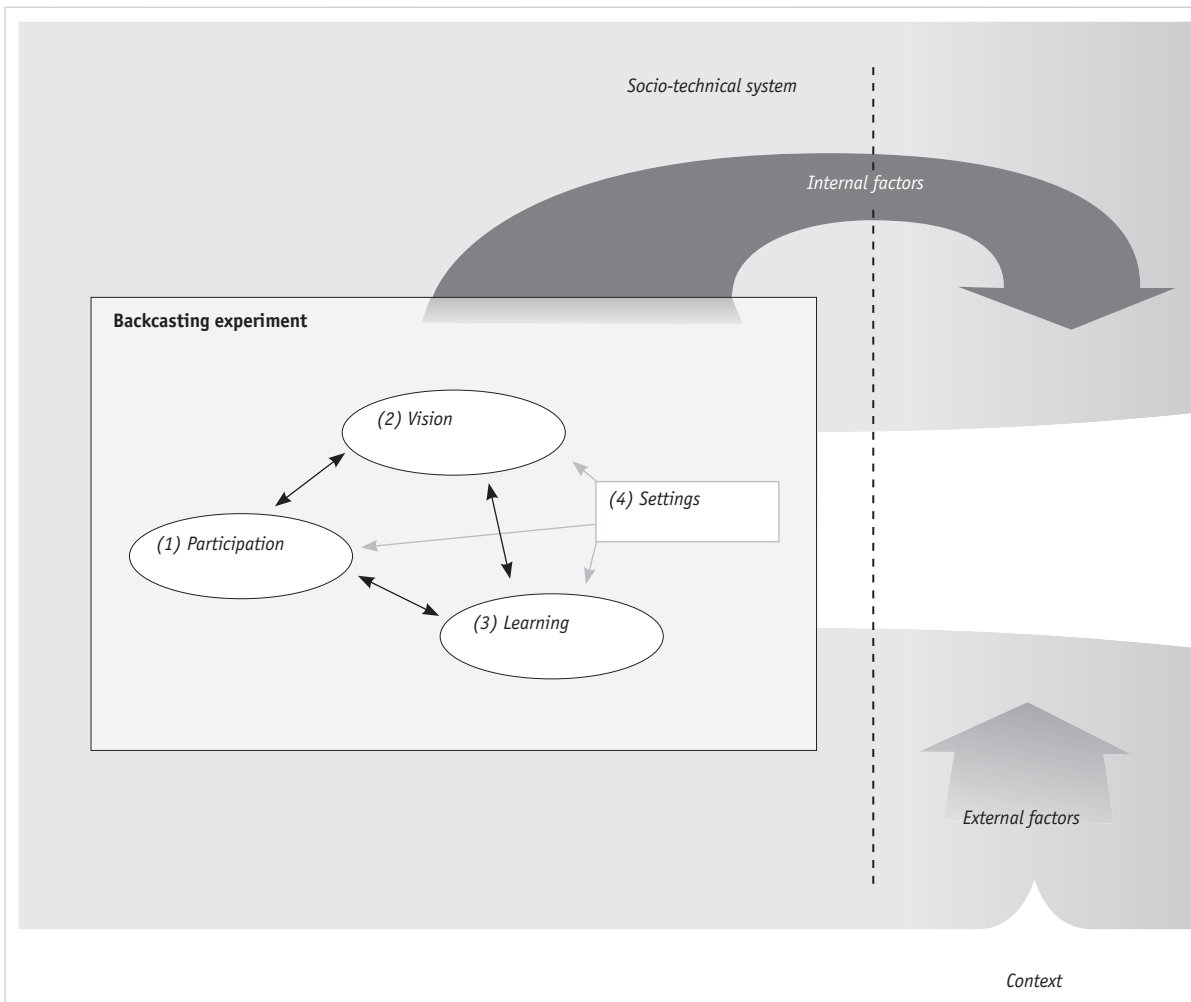 Socio-technical system
Internal factors
Backcasting experiment
(2) Vision
(4) Settings
(1) Participation
(3) Learning
External factors
Context